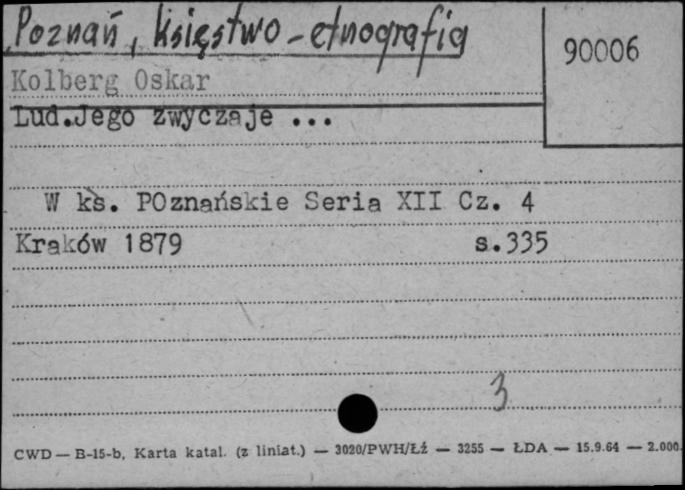 Poznań, księstwo-etnografia
90006
Kolberg Oskar
Lud.Jego zwyczaje ...
W ks. POznańskie Seria XII Cz. 4
Kraków 1879 s.335
3
CWD — B-15-b, Karta katal. (z liniat.) — 3020/PWH/Łź — 3255 — ŁDA — 15.9.64 — 2.000.